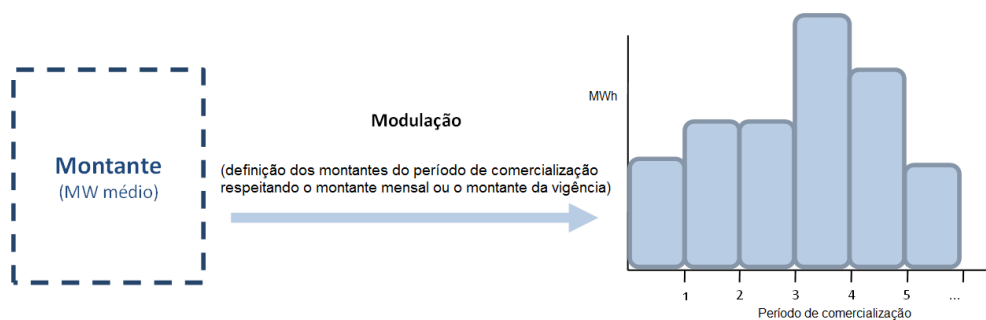 Montante
(MW médio)
Modulação
(definição dos montantes do período de comercialização
respeitando o montante mensal ou o montante da vigência)
MWh
1 2 3 4 5 ...
Período de comercialização